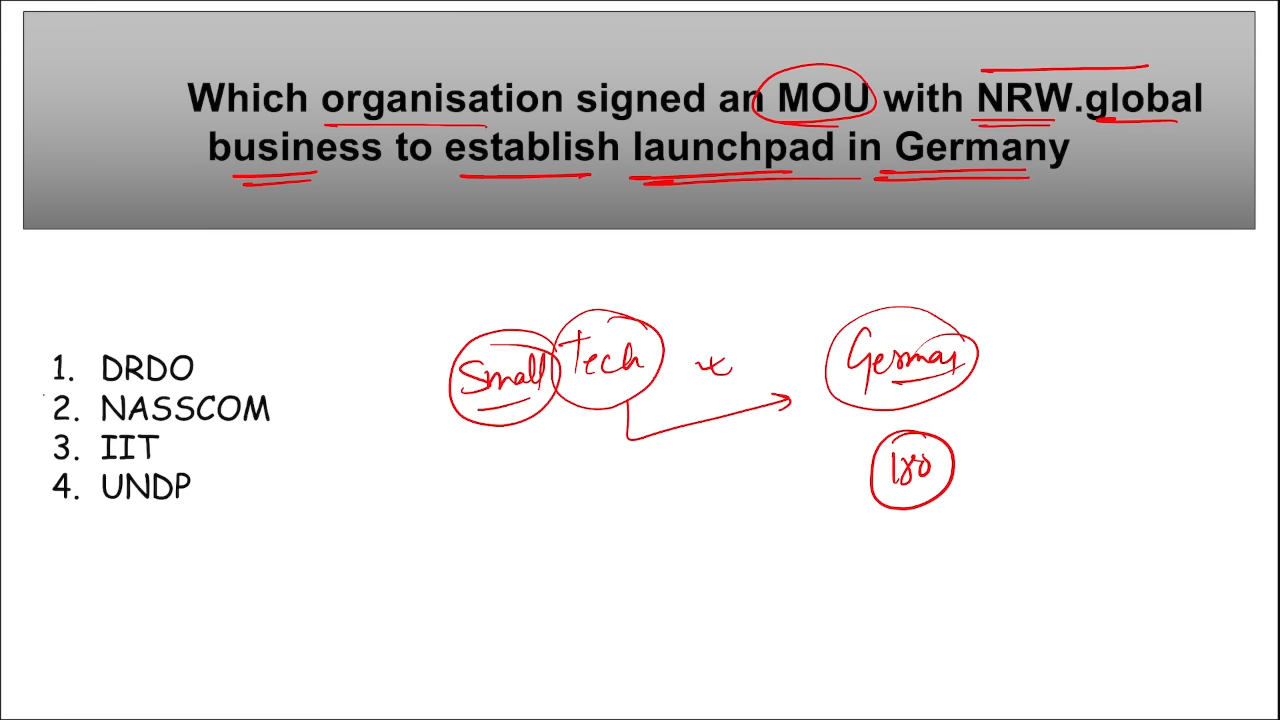 Which organisation signed an MOU with NRW.global
business to establish launchpad in Germany
1. DRDO
2. NASSCOM
3. IIT
4. UNDP
Small Tech
Germany
180